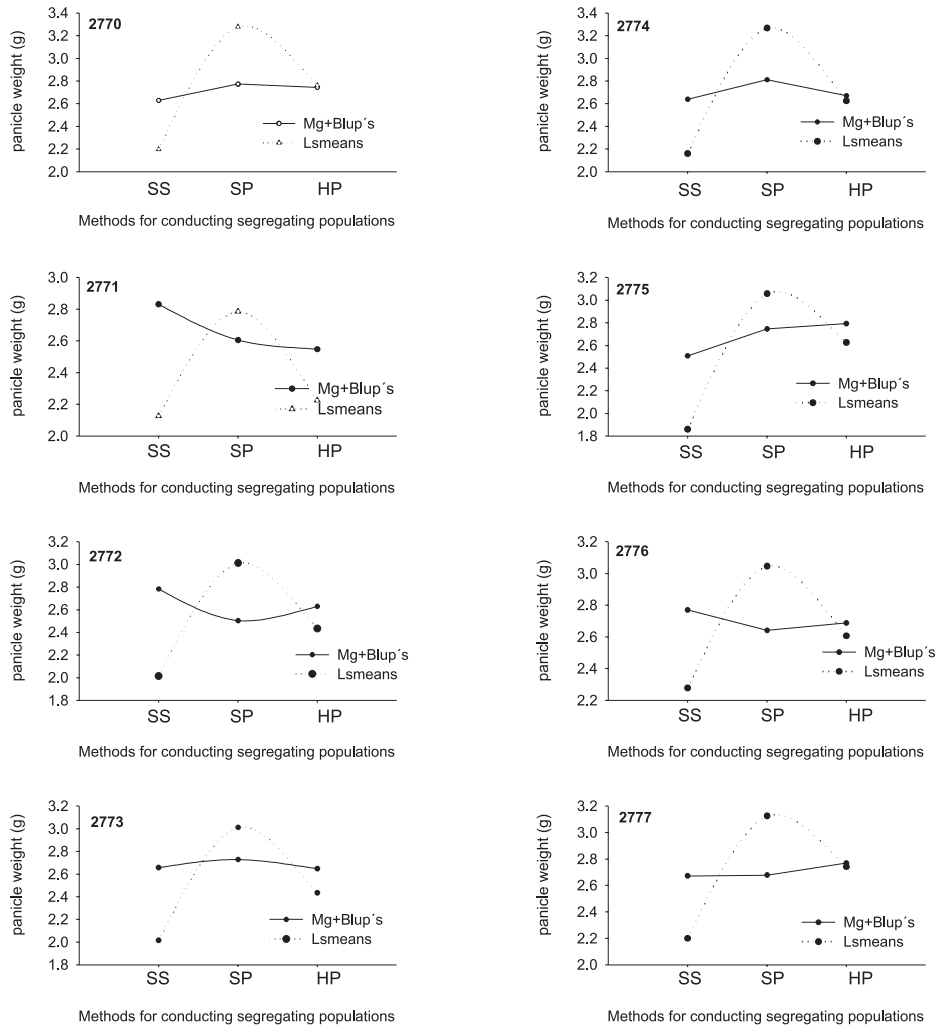 2770
panicle weight (g)
3.4
3.2
3.0
2.8
2.6
2.4
2.2
2.0
Mg+Blup´s
Lsmeans
SS SP HP
Methods for conducting segregating populations
2774
panicle weight (g)
3.4
3.2
3.0
2.8
2.6
2.4
2.2
2.0
Mg+Blup´s
Lsmeans
SS SP HP
Methods for conducting segregating populations
2771
panicle weight (g)
3.0
2.8
2.6
2.4
2.2
2.0
Mg+Blup´s
Lsmeans
SS SP HP
Methods for conducting segregating populations
2775
panicle weight (g)
3.2
3.0
2.8
2.6
2.4
2.2
2.0
1.8
Mg+Blup´s
Lsmeans
SS SP HP
Methods for conducting segregating populations
2772
panicle weight (g)
3.2
3.0
2.8
2.6
2.4
2.2
2.0
1.8
Mg+Blup´s
Lsmeans
SS SP HP
Methods for conducting segregating populations
2776
panicle weight (g)
3.2
3.0
2.8
2.6
2.4
2.2
Mg+Blup´s
Lsmeans
SS SP HP
Methods for conducting segregating populations
2773
panicle weight (g)
3.2
3.0
2.8
2.6
2.4
2.2
2.0
1.8
Mg+Blup´s
Lsmeans
SS SP HP
Methods for conducting segregating populations
2777
panicle weight (g)
3.2
3.0
2.8
2.6
2.4
2.2
2.0
Mg+Blup´s
Lsmeans
SS SP HP
Methods for conducting segregating populations